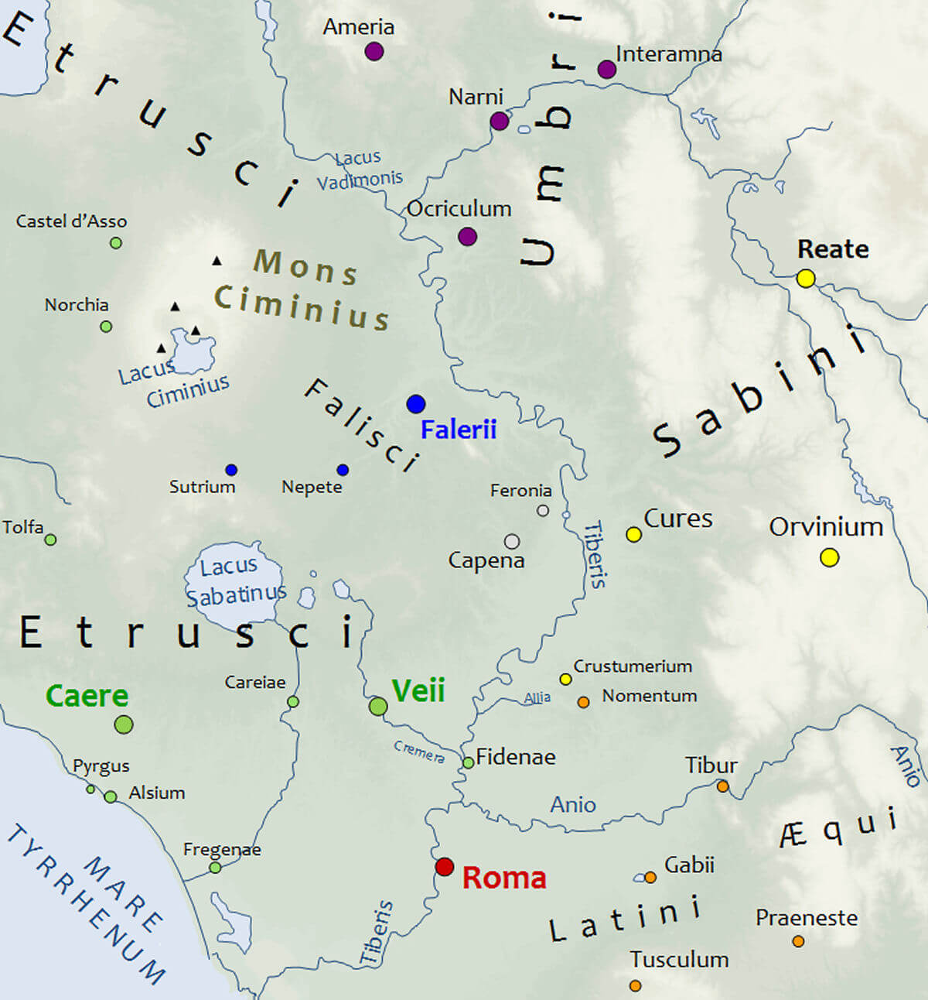 Etrusci
Ameria
Umbri
Interamna
Narni
Lacus
Vadimonis
Ocriculum
Castel d’Asso
Mons
Ciminius
Reate
Norchia
Lacus
Ciminius
Sabini
Falisci
Falerii
Sutrium
Nepete
Feronia
Tolfa
Cures
Orvinium
Capena
Tiberis
Lacus
Sabatinus
Etrusci
Crustumerium
Careiae
Veii
Caere
Allia
Nomentum
Cremera
Fidenae
Pyrgus
Tibur
Anio
Alsium
Anio
Æqui
Fregenae
Gabii
Roma
MARE
TYRRHENUM
Latini
Praeneste
Tiberis
Tusculum